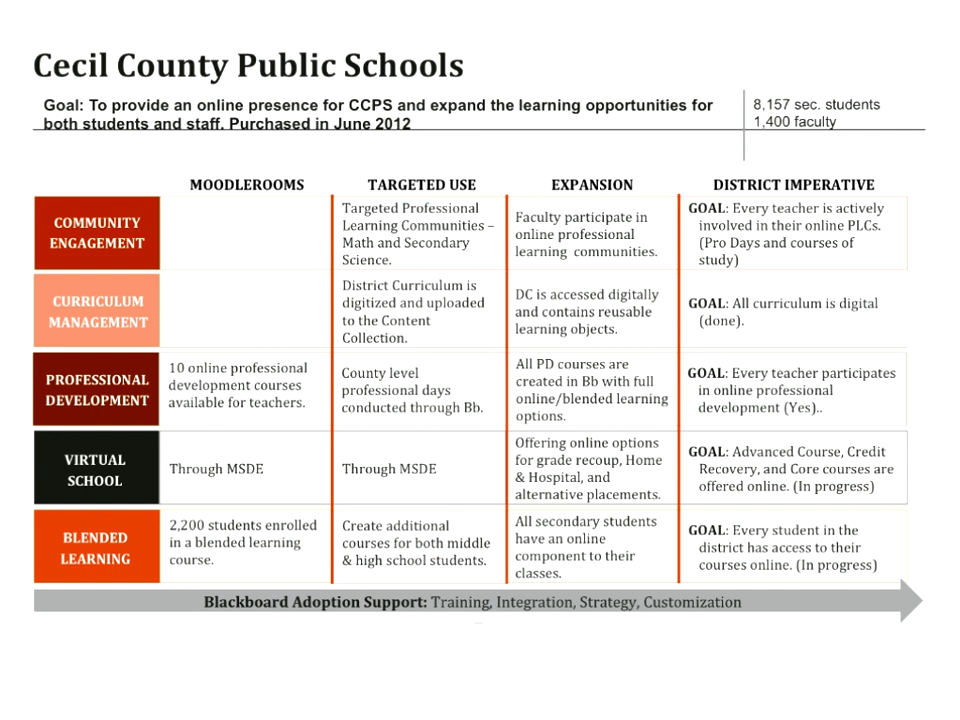 Cecil County Public Schools
Goal: To provide an online presence for CCPS and expand the learning opportunities for
both students and staff. Purchased in June 2012
8,157 sec. students
1,400 faculty
MOODLEROOMS
TARGETED USE
EXPANSION
DISTRICT IMPERATIVE
COMMUNITY
ENGAGEMENT
Targeted Professional
Learning Communities –
Math and Secondary
Science.
Faculty participate in
online professional
learning communities.
GOAL: Every teacher is actively
involved in their online PLCs.
(Pro Days and courses of
study)
CURRICULUM
MANAGEMENT
District Curriculum is
digitized and uploaded
to the Content
Collection.
DC is accessed digitally
and contains reusable
learning objects.
GOAL: All curriculum is digital
(done).
PROFESSIONAL
DEVELOPMENT
10 online professional
development courses
available for teachers.
County level
professional days
conducted through Bb.
All PD courses are
created in Bb with full
online/blended learning
options.
GOAL: Every teacher participates
in online professional
development (Yes)..
VIRTUAL
SCHOOL
Through MSDE
Through MSDE
Offering online options
for grade recoup, Home
& Hospital, and
alternative placements.
GOAL: Advanced Course, Credit
Recovery, and Core courses are
offered online. (In progress)
BLENDED
LEARNING
2,200 students enrolled
in a blended learning
course.
Create additional
courses for both middle
& high school students.
All secondary students
have an online
component to their
classes.
GOAL: Every student in the
district has access to their
courses online. (In progress)
Blackboard Adoption Support: Training, Integration, Strategy, Customization